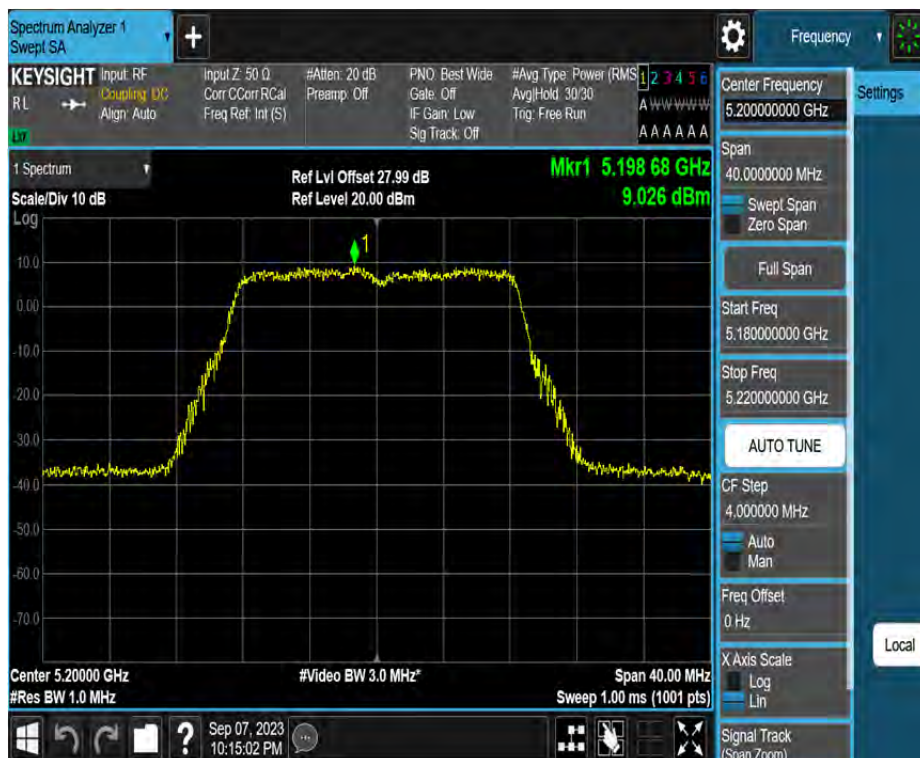 Spectrum Analyzer 1
Swept SA
Frequency
KEYSIGHT
RL
LXI
Input: RF
Coupling: DC
Align: Auto
Input Z: 50 Ω
Corr CCorr RCal
Freq Ref: Int (S)
#Atten: 20 dB
Preamp: Off
PNO: Best Wide
Gate: Off
IF Gain: Low
Sig Track: Off
#Avg Type: Power (RMS
Avg|Hold: 30/30
Trig: Free Run
1 2 3 4 5 6
A W W W W W
A A A A A A
1 Spectrum
Scale/Div 10 dB
Log
Ref Lvl Offset 27.99 dB
Ref Level 20.00 dBm
Mkr1 5.198 68 GHz
9.026 dBm
1
10.0
0.00
-10.0
-20.0
-30.0
-40.0
-50.0
-60.0
-70.0
Center 5.20000 GHz
#Res BW 1.0 MHz
#Video BW 3.0 MHz*
Span 40.00 MHz
Sweep 1.00 ms (1001 pts)
Sep 07, 2023
10:15:02 PM
Center Frequency
5.200000000 GHz
Span
40.0000000 MHz
Swept Span
Zero Span
Full Span
Start Freq
5.180000000 GHz
Stop Freq
5.220000000 GHz
AUTO TUNE
CF Step
4.000000 MHz
Auto
Man
Freq Offset
0 Hz
X Axis Scale
Log
Lin
Signal Track
(Span Zoom)
Settings
Local